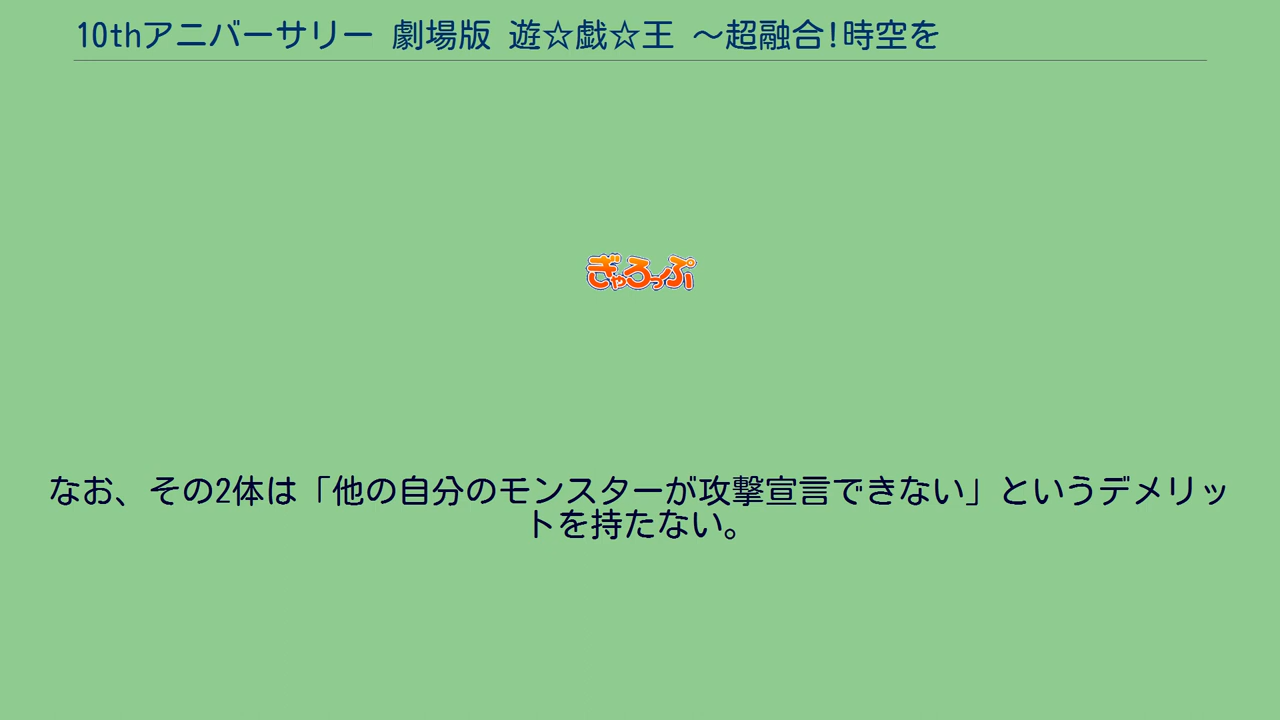 10thアニバーサリー 劇場版 遊☆戯☆王 ～超融合!時空を
ぎゃろっぷ
なお、その2体は「他の自分のモンスターが攻撃宣言できない」というデメリッ
トを持たない。